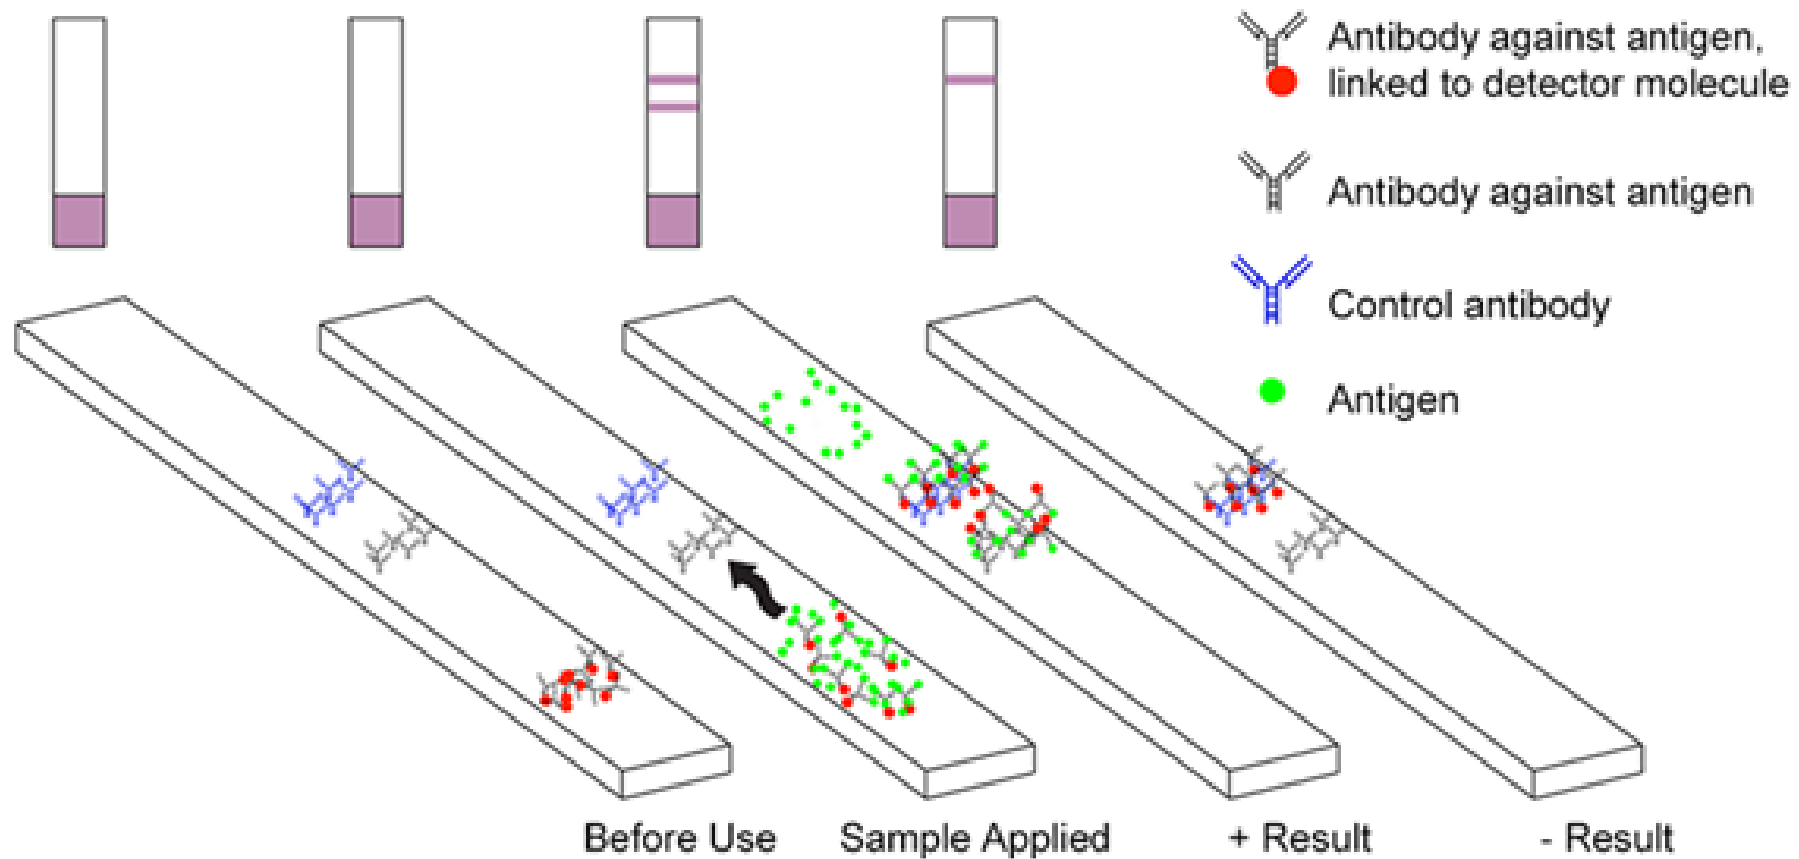 Antibody against antigen,
linked to detector molecule
Antibody against antigen
Control antibody
Antigen
Before Use
Sample Applied
+ Result
- Result